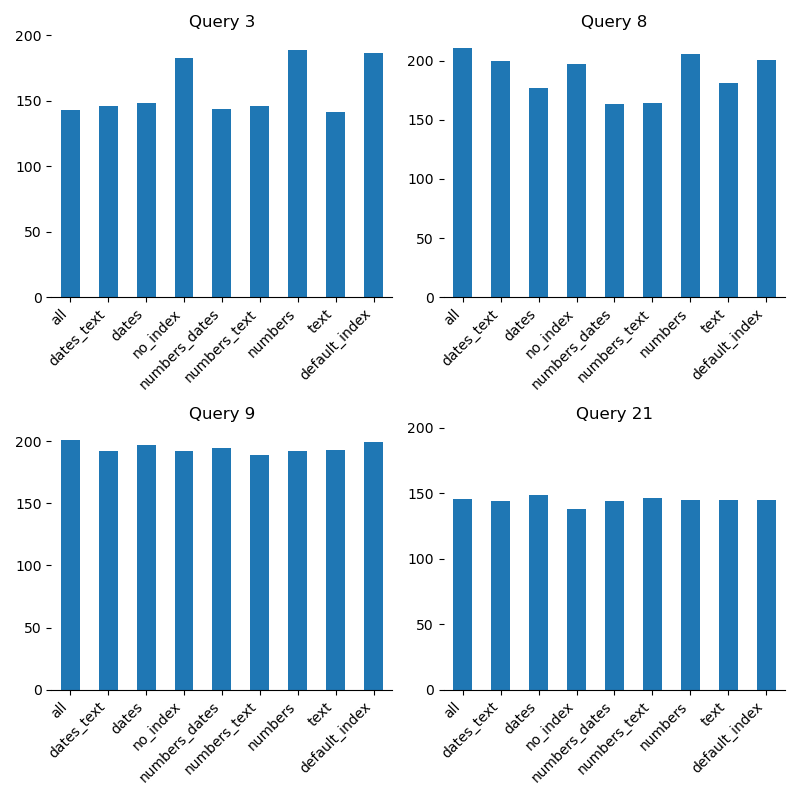 Query 3
200
150
100
50
0
all
dates_text
dates
no_index
numbers_dates
numbers_text
numbers
text
default_index
Query 8
200
150
100
50
0
all
dates_text
dates
no_index
numbers_dates
numbers_text
numbers
text
default_index
Query 9
200
150
100
50
0
all
dates_text
dates
no_index
numbers_dates
numbers_text
numbers
text
default_index
Query 21
200
150
100
50
0
all
dates_text
dates
no_index
numbers_dates
numbers_text
numbers
text
default_index